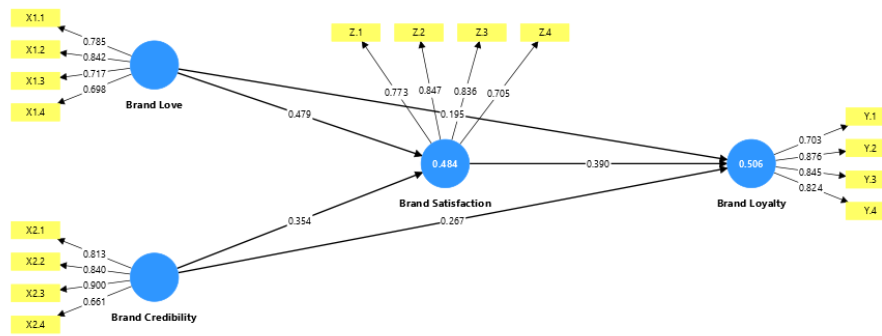 X1.1
X1.2
X1.3
X1.4
0.785
0.842
0.717
0.698
Brand Love
Z.1
Z.2
Z.3
Z.4
0.773
0.847
0.836
0.705
0.195
0.479
0.484
Brand Satisfaction
0.390
0.354
0.267
0.506
Brand Loyalty
0.703
0.876
0.845
0.824
Y.1
Y.2
Y.3
Y.4
X2.1
X2.2
X2.3
X2.4
0.813
0.840
0.900
0.661
Brand Credibility